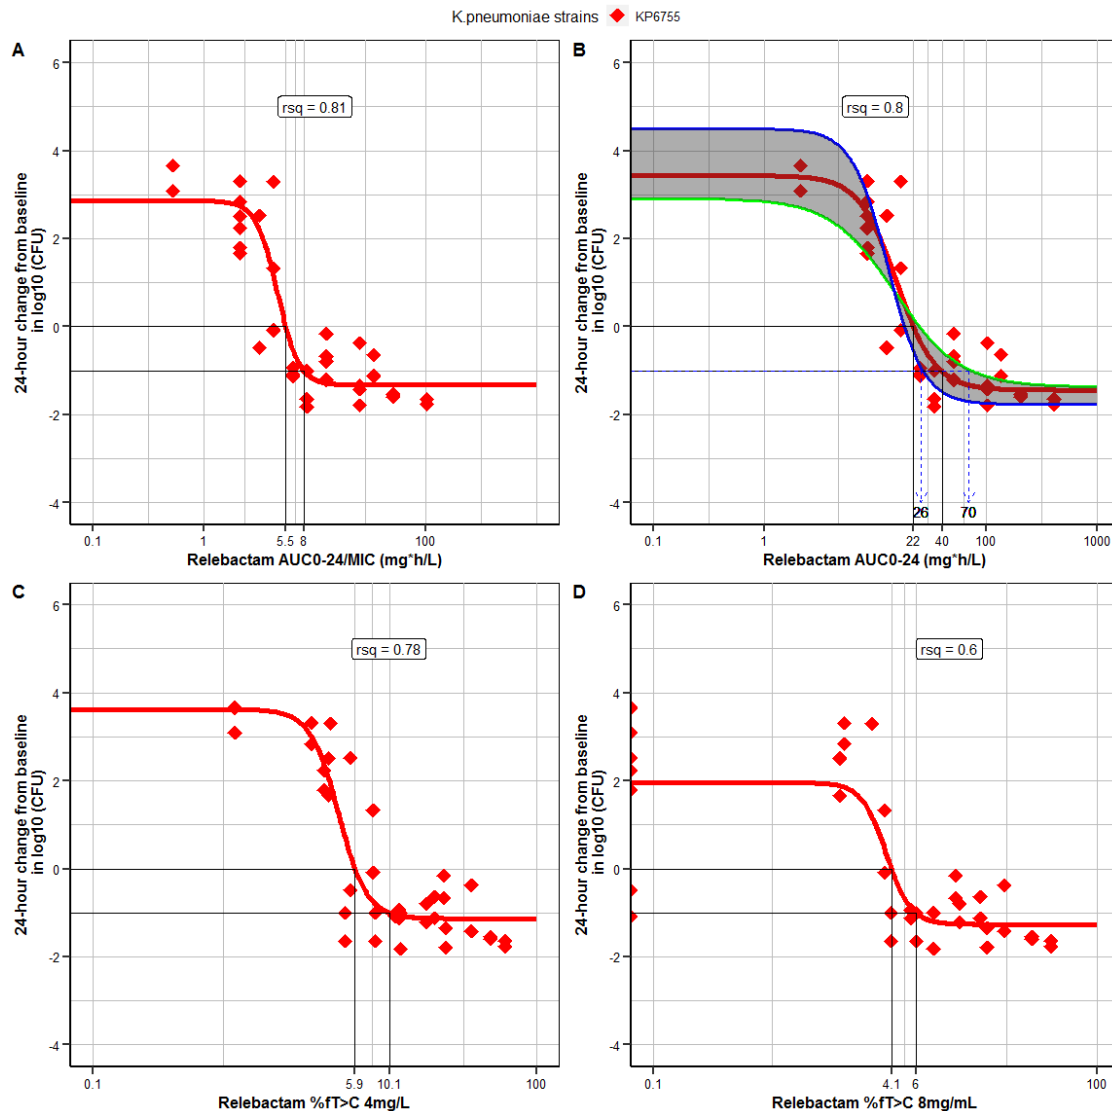 K.pneumoniae strains KP6755
A
rsq = 0.81
6
4
2
0
-2
-4
24-hour change from baseline
in log10 (CFU)
0.1 1 5.5 8 100
Relebactam AUC0-24/MIC (mg*h/L)
B
rsq = 0.8
6
4
2
0
-2
-4
24-hour change from baseline
in log10 (CFU)
26 70
0.1 1 22 40 100 1000
Relebactam AUC0-24 (mg*h/L)
C
rsq = 0.78
6
4
2
0
-2
-4
24-hour change from baseline
in log10 (CFU)
0.1 5.9 10.1 100
Relebactam %fT>C 4mg/L
D
rsq = 0.6
6
4
2
0
-2
-4
24-hour change from baseline
in log10 (CFU)
0.1 4.1 6 100
Relebactam %fT>C 8mg/mL